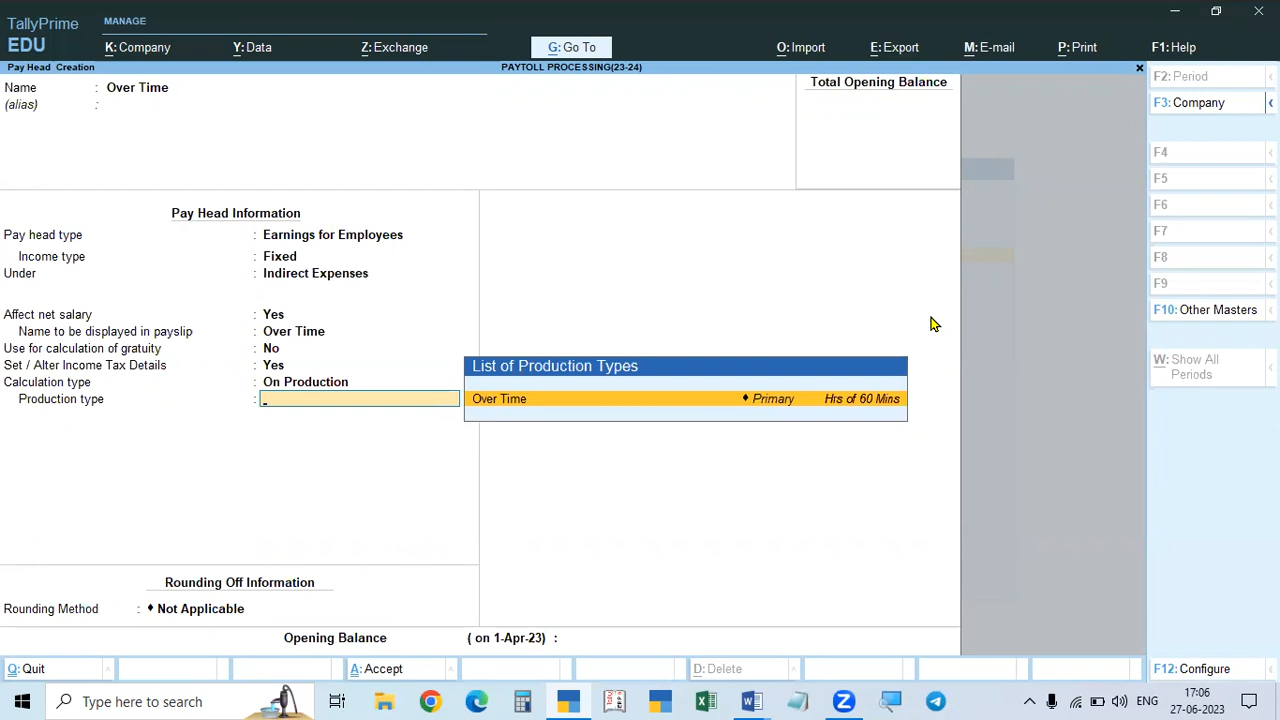 TallyPrime
EDU
MANAGE
K: Company
Y: Data
Z: Exchange
G: Go To
O: Import
E: Export
M: E-mail
P: Print
F1: Help
Pay Head Creation
PAYTOLL PROCESSING(23-24)
Name : Over Time
(alias) :
Total Opening Balance
Pay Head Information
Pay head type : Earnings for Employees
Income type : Fixed
Under : Indirect Expenses
Affect net salary : Yes
Name to be displayed in payslip : Over Time
Use for calculation of gratuity : No
Set / Alter Income Tax Details : Yes
Calculation type : On Production
Production type :
List of Production Types
Over Time ♦ Primary Hrs of 60 Mins
Rounding Off Information
Rounding Method : ♦ Not Applicable
Opening Balance ( on 1-Apr-23) :
F2: Period
F3: Company
F4
F5
F6
F7
F8
F9
F10: Other Masters
W: Show All
Periods
Q: Quit
A: Accept
D: Delete
F12: Configure
Type here to search
ENG
17:06
27-06-2023